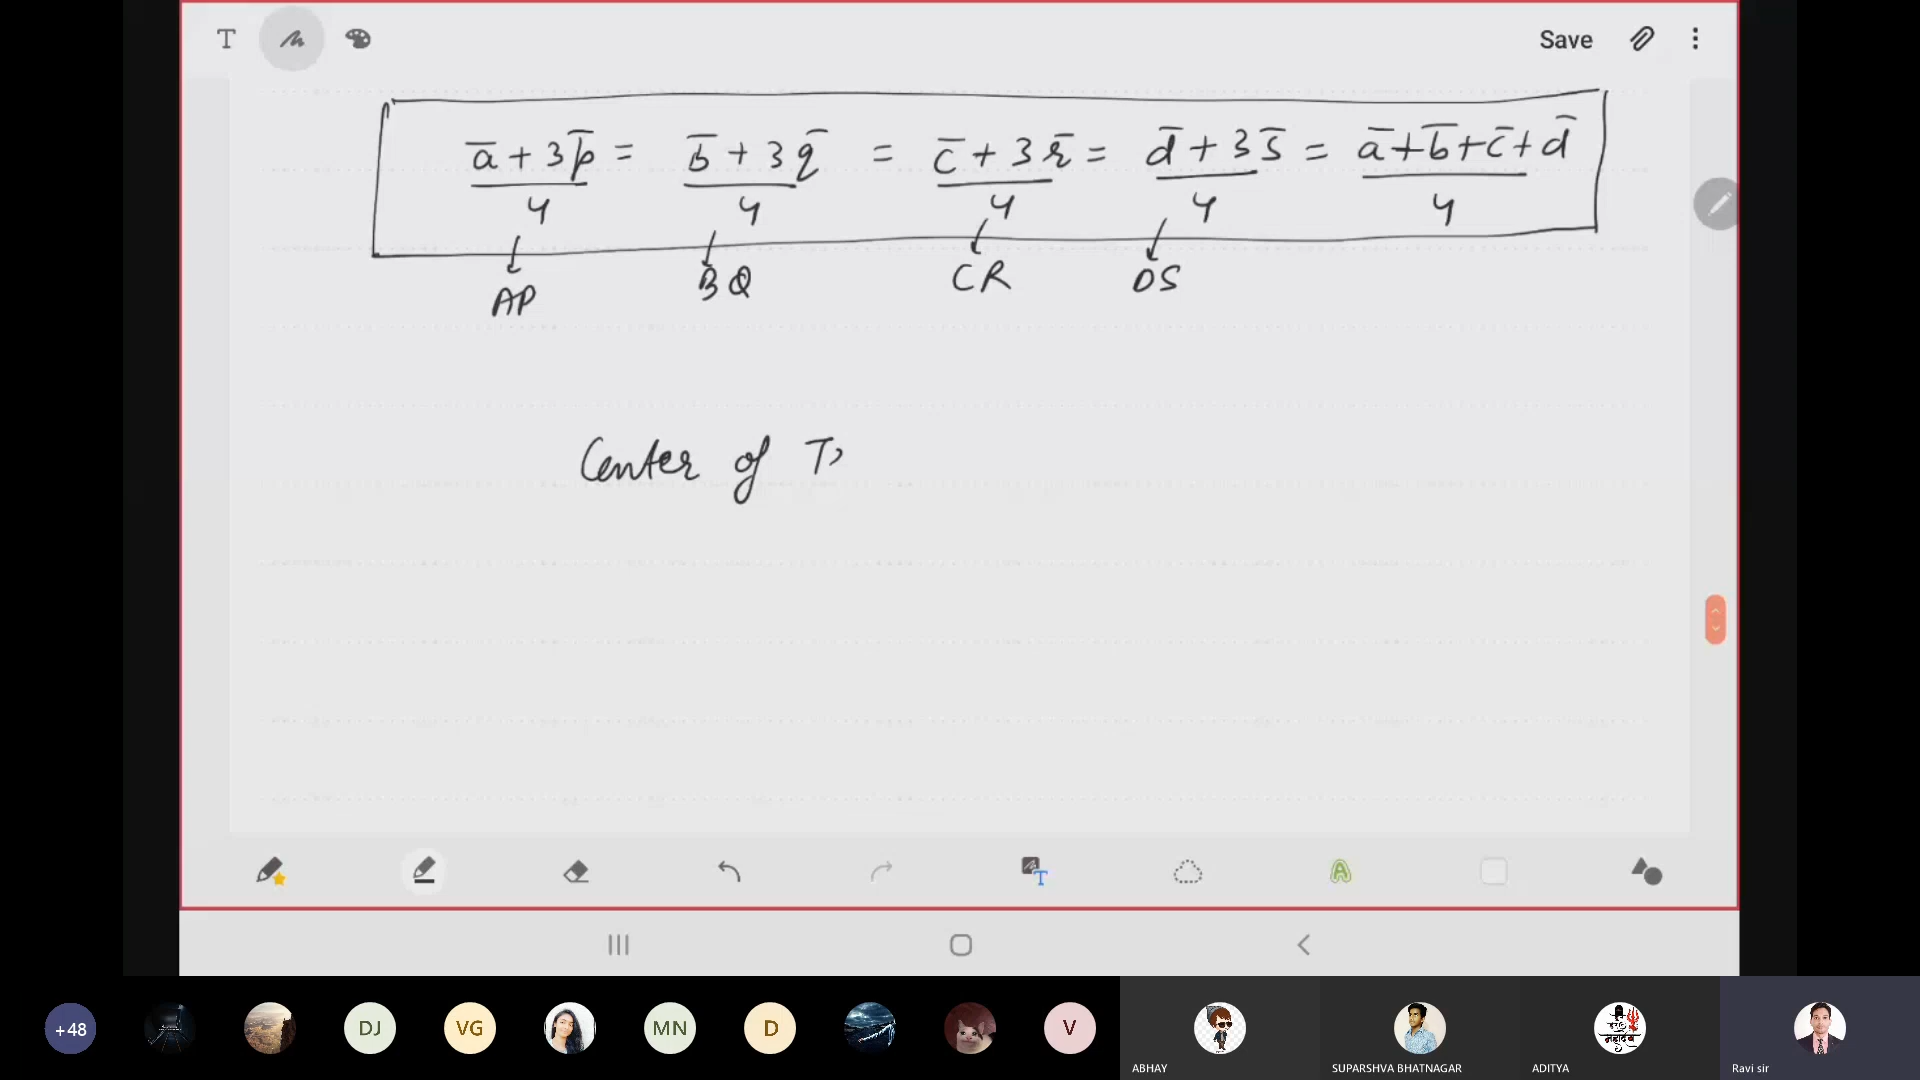 T Save
a̅ + 3p̅ / 4 = b̅ + 3q̅ / 4 = c̅ + 3r̅ / 4 = d̅ + 3s̅ / 4 = a̅ + b̅ + c̅ + d̅ / 4
AP BQ CR DS
Center of
T A
+48 DJ VG MN D V
ABHAY SUPARSHVA BHATNAGAR ADITYA Ravi sir